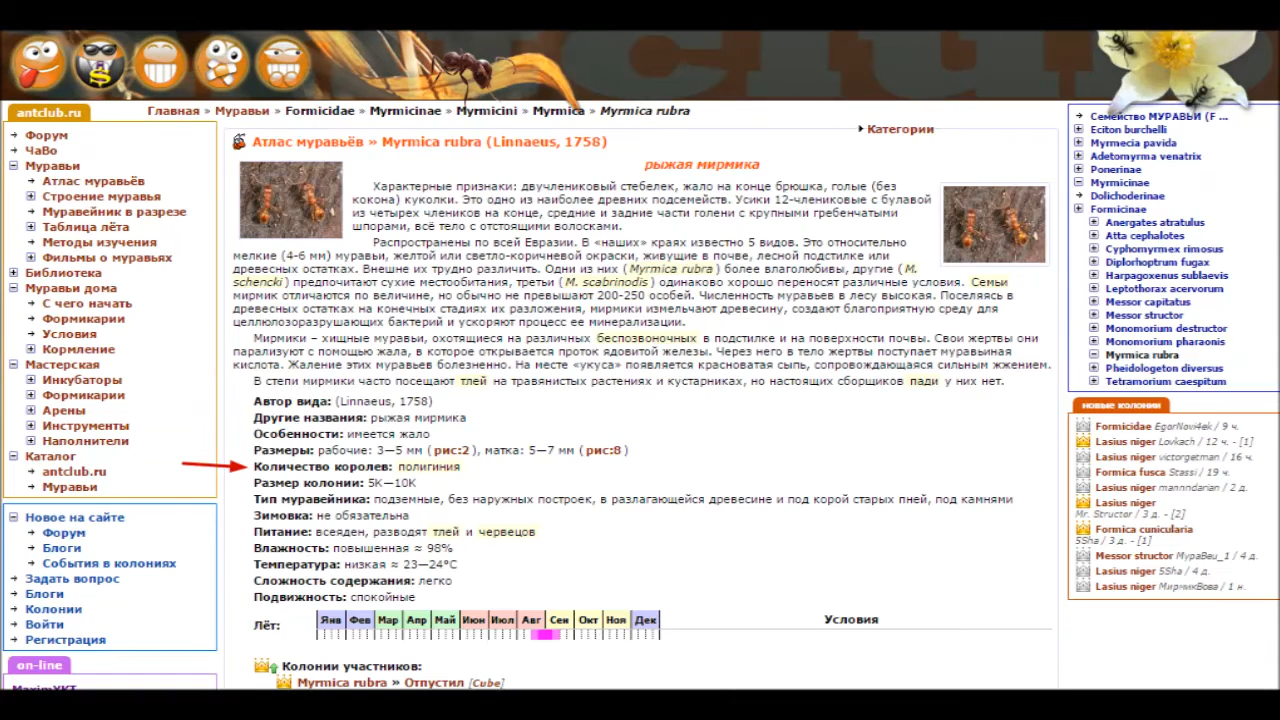 club
Главная » Муравьи » Formicidae » Myrmicinae » Myrmicini » Myrmica » Myrmica rubra
antclub.ru
Форум
ЧаВо
Муравьи
Атлас муравьёв
Строение муравья
Муравейник в разрезе
Таблица лёта
Методы изучения
Фильмы о муравьях
Библиотека
Муравьи дома
С чего начать
Формикарии
Условия
Кормление
Мастерская
Инкубаторы
Формикарии
Арены
Инструменты
Наполнители
Каталог
antclub.ru
Муравьи
Новое на сайте
Форум
Блоги
События в колониях
Задать вопрос
Блоги
Колонии
Войти
Регистрация
on-line
MaximYKT
Категории
Атлас муравьёв » Myrmica rubra (Linnaeus, 1758)
рыжая мирмика
Характерные признаки: двучлениковый стебелек, жало на конце брюшка, голые (без
кокона) куколки. Это одно из наиболее древних подсемейств. Усики 12-члениковые с булавой
из четырех члеников на конце, средние и задние части голени с крупными гребенчатыми
шпорами, всё тело с отстоящими волосками.
Распространены по всей Евразии. В «наших» краях известно 5 видов. Это относительно
мелкие (4-6 мм) муравьи, желтой или светло-коричневой окраски, живущие в почве, лесной подстилке или
древесных остатках. Внешне их трудно различить. Одни из них (Myrmica rubra) более влаголюбивы, другие (M.
schencki) предпочитают сухие местообитания, третьи (M. scabrinodis) одинаково хорошо переносят различные условия. Семьи
мирмик отличаются по величине, но обычно не превышают 200-250 особей. Численность муравьев в лесу высокая. Поселяясь в
древесных остатках на конечных стадиях их разложения, мирмики измельчают древесину, создают благоприятную среду для
целлюлозоразрушающих бактерий и ускоряют процесс ее минерализации.
Мирмики – хищные муравьи, охотящиеся на различных беспозвоночных в подстилке и на поверхности почвы. Свои жертвы они
парализуют с помощью жала, в которое открывается проток ядовитой железы. Через него в тело жертвы поступает муравьиная
кислота. Жаление этих муравьев болезненно. На месте «укуса» появляется красноватая сыпь, сопровождающаяся сильным жжением.
В степи мирмики часто посещают тлей на травянистых растениях и кустарниках, но настоящих сборщиков пади у них нет.
Автор вида: (Linnaeus, 1758)
Другие названия: рыжая мирмика
Особенности: имеется жало
Размеры: рабочие: 3—5 мм (рис:2), матка: 5—7 мм (рис:8)
Количество королев: полигиния
Размер колонии: 5K—10K
Тип муравейника: подземные, без наружных построек, в разлагающейся древесине и под корой старых пней, под камнями
Зимовка: не обязательна
Питание: всеяден, разводят тлей и червецов
Влажность: повышенная ≈ 98%
Температура: низкая ≈ 23—24°C
Сложность содержания: легко
Подвижность: спокойные
Лёт: Янв Фев Мар Апр Май Июн Июл Авг Сен Окт Ноя Дек Условия
Колонии участников:
Myrmica rubra » Отпустил [Cube]
Семейство МУРАВЬИ (F ...
Eciton burchelli
Myrmecia pavida
Adetomyrma venatrix
Ponerinae
Myrmicinae
Dolichoderinae
Formicinae
Anergates atratulus
Atta cephalotes
Cyphomyrmex rimosus
Diplorhoptrum fugax
Harpagoxenus sublaevis
Leptothorax acervorum
Messor capitatus
Messor structor
Monomorium destructor
Monomorium pharaonis
Myrmica rubra
Pheidologeton diversus
Tetramorium caespitum
новые колонии
Formicidae EgorNovi4ek / 9 ч.
Lasius niger Lovkach / 12 ч. - [1]
Lasius niger victorgetman / 16 ч.
Formica fusca Stassi / 19 ч.
Lasius niger mannndarian / 2 д.
Lasius niger
Mr. Structor / 3 д. - [2]
Formica cunicularia
5Sha / 3 д. - [1]
Messor structor МураВеu_1 / 4 д.
Lasius niger 5Sha / 4 д.
Lasius niger МирчикВова / 1 н.